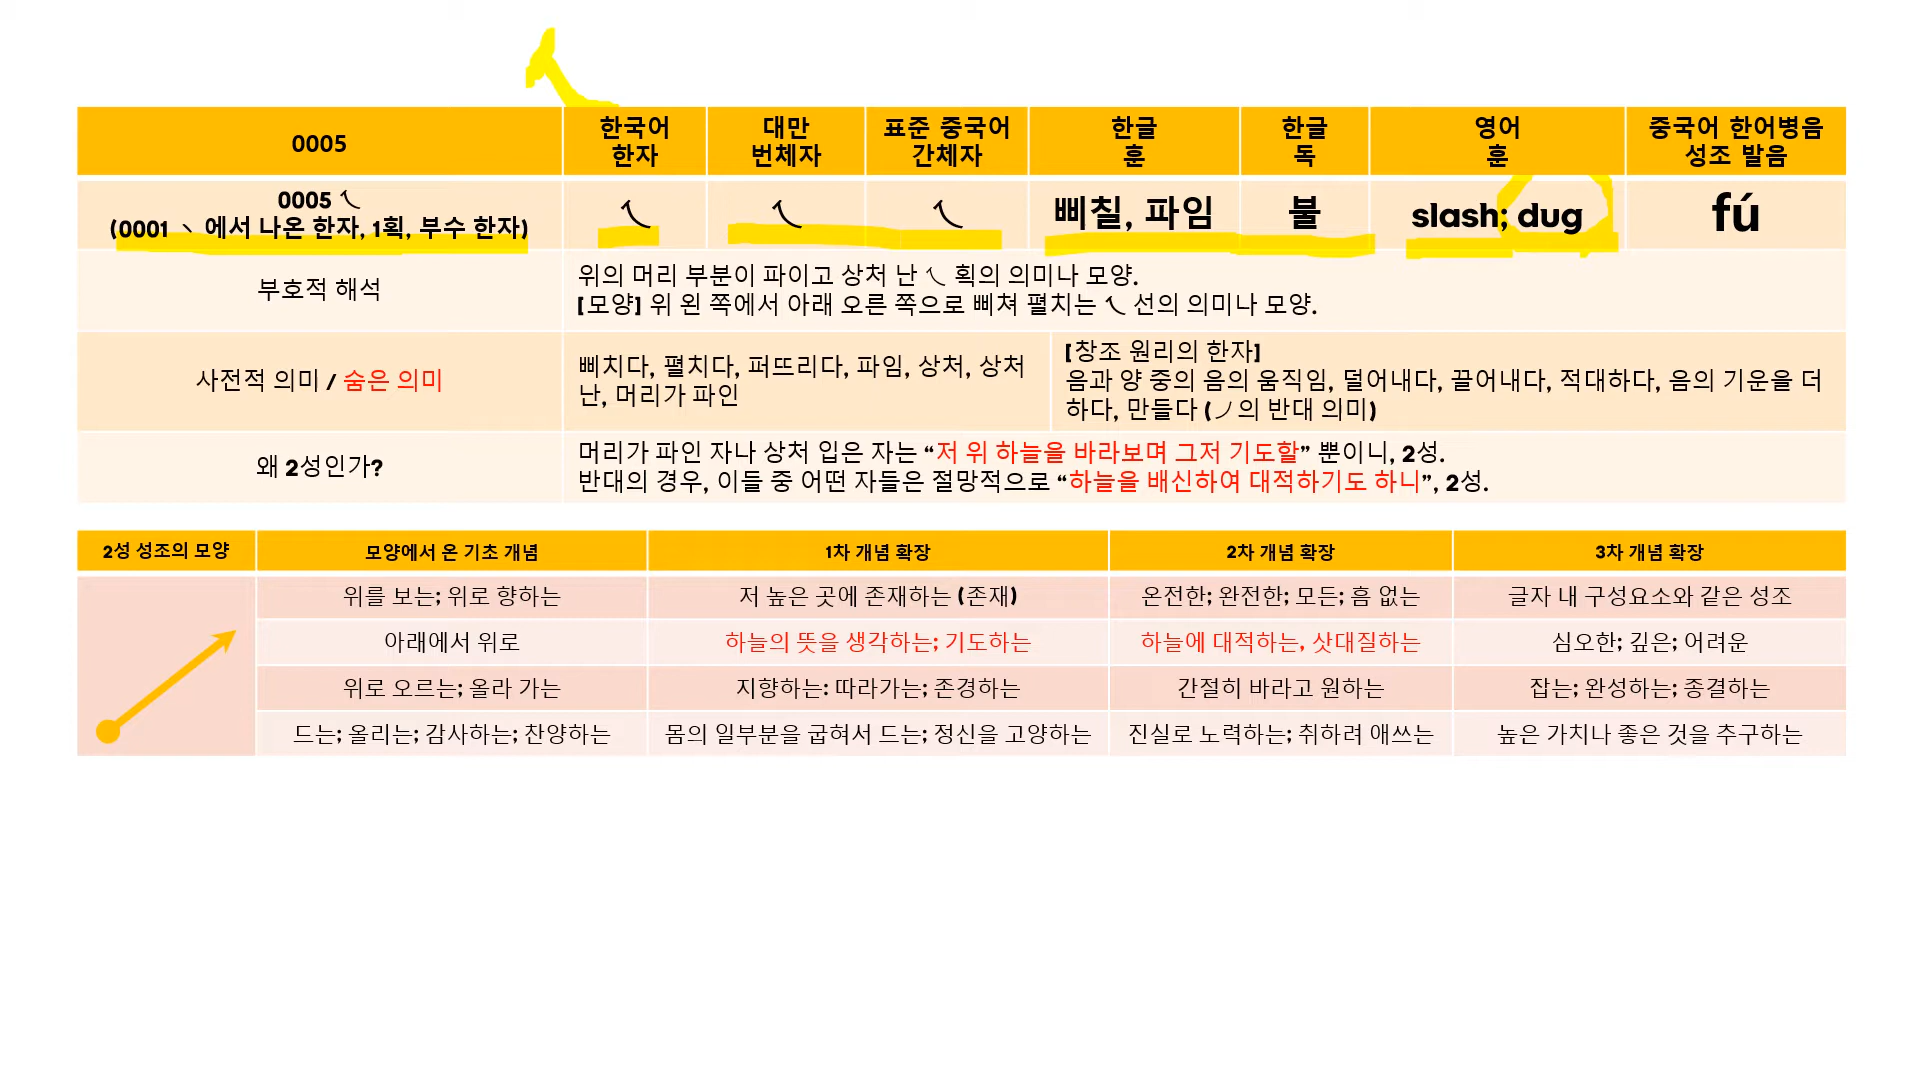 0005
한국어
한자
대만
번체자
표준 중국어
간체자
한글
훈
한글
독
영어
훈
중국어 한어병음
성조 발음
0005 ㇏
(0001 丶 에서 나온 한자, 1획, 부수 한자)
㇏
㇏
㇏
삐칠, 파임
불
slash; dug
fú
부호적 해석
위의 머리 부분이 파이고 상처 난 ㇏ 획의 의미나 모양.
[모양] 위 왼 쪽에서 아래 오른 쪽으로 삐쳐 펼치는 ㇏ 선의 의미나 모양.
사전적 의미 / 숨은 의미
삐치다, 펼치다, 퍼뜨리다, 파임, 상처, 상처
난, 머리가 파인
[창조 원리의 한자]
음과 양 중의 음의 움직임, 덜어내다, 끌어내다, 적대하다, 음의 기운을 더
하다, 만들다 (丿의 반대 의미)
왜 2성인가?
머리가 파인 자나 상처 입은 자는 “저 위 하늘을 바라보며 그저 기도할” 뿐이니, 2성.
반대의 경우, 이들 중 어떤 자들은 절망적으로 “하늘을 배신하여 대적하기도 하니”, 2성.
2성 성조의 모양
모양에서 온 기초 개념
1차 개념 확장
2차 개념 확장
3차 개념 확장
위를 보는; 위로 향하는
저 높은 곳에 존재하는 (존재)
온전한; 완전한; 모든; 흠 없는
글자 내 구성요소와 같은 성조
아래에서 위로
하늘의 뜻을 생각하는; 기도하는
하늘에 대적하는, 삿대질하는
심오한; 깊은; 어려운
위로 오르는; 올라 가는
지향하는: 따라가는; 존경하는
간절히 바라고 원하는
잡는; 완성하는; 종결하는
드는; 올리는; 감사하는; 찬양하는
몸의 일부분을 굽혀서 드는; 정신을 고양하는
진실로 노력하는; 취하려 애쓰는
높은 가치나 좋은 것을 추구하는